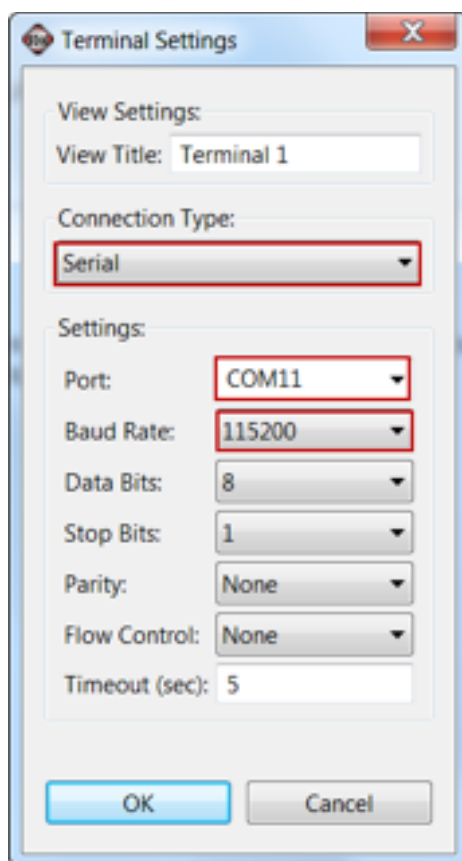 Terminal Settings
View Settings:
View Title: Terminal 1
Connection Type:
Serial
Settings:
Port: COM11
Baud Rate: 115200
Data Bits: 8
Stop Bits: 1
Parity: None
Flow Control: None
Timeout (sec): 5
OK Cancel